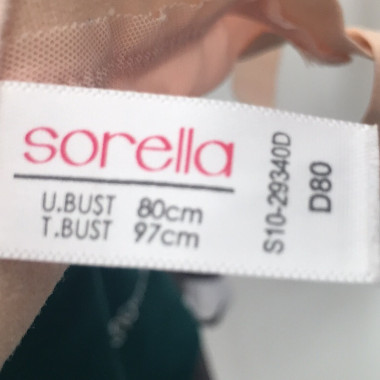 sorella
U.BUST 80cm
T.BUST 97cm
S10-29340D
D80